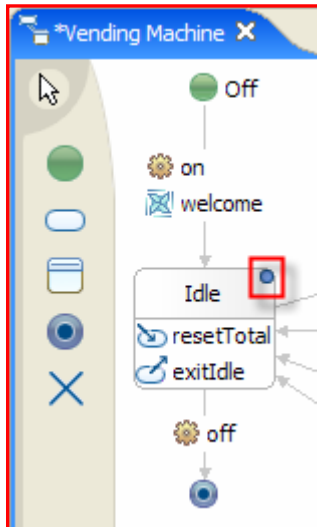 *Vending Machine
Off
on
welcome
Idle
resetTotal
exitIdle
off